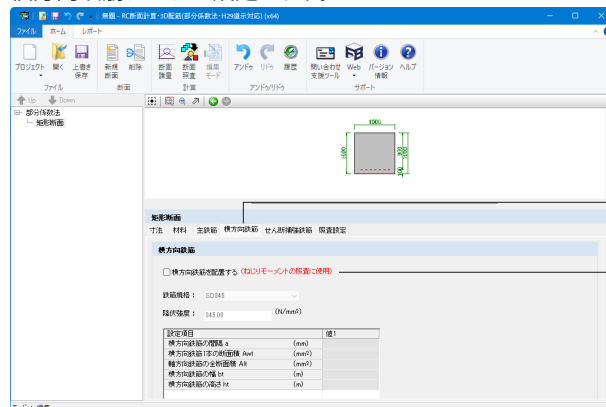 無題 - RC断面計算・3D配筋(部分係数法・H29道示対応) (x64)
ファイル ホーム レポート
プロジェクト 開く 上書き保存 新規断面 削除 断面諸量 断面照査 編集モード アンドゥ リドゥ 履歴 問い合わせ支援ツール Web バージョン情報 ヘルプ
ファイル 断面 計算 アンドゥ/リドゥ サポート
Up Down
部分係数法
矩形断面
1000
1000
900
1000
100
矩形断面
寸法 材料 主鉄筋 横方向鉄筋 せん断補強鉄筋 照査設定
横方向鉄筋
横方向鉄筋を配置する (ねじりモーメントの照査に使用)
鉄筋規格： SD345
降伏強度： 345.00 (N/mm²)
設定項目 値1
横方向鉄筋の間隔 a (mm)
横方向鉄筋1本の断面積 Awt (mm²)
軸方向鉄筋の全断面積 Alt (mm²)
横方向鉄筋の幅 bt (m)
横方向鉄筋の高さ ht (m)